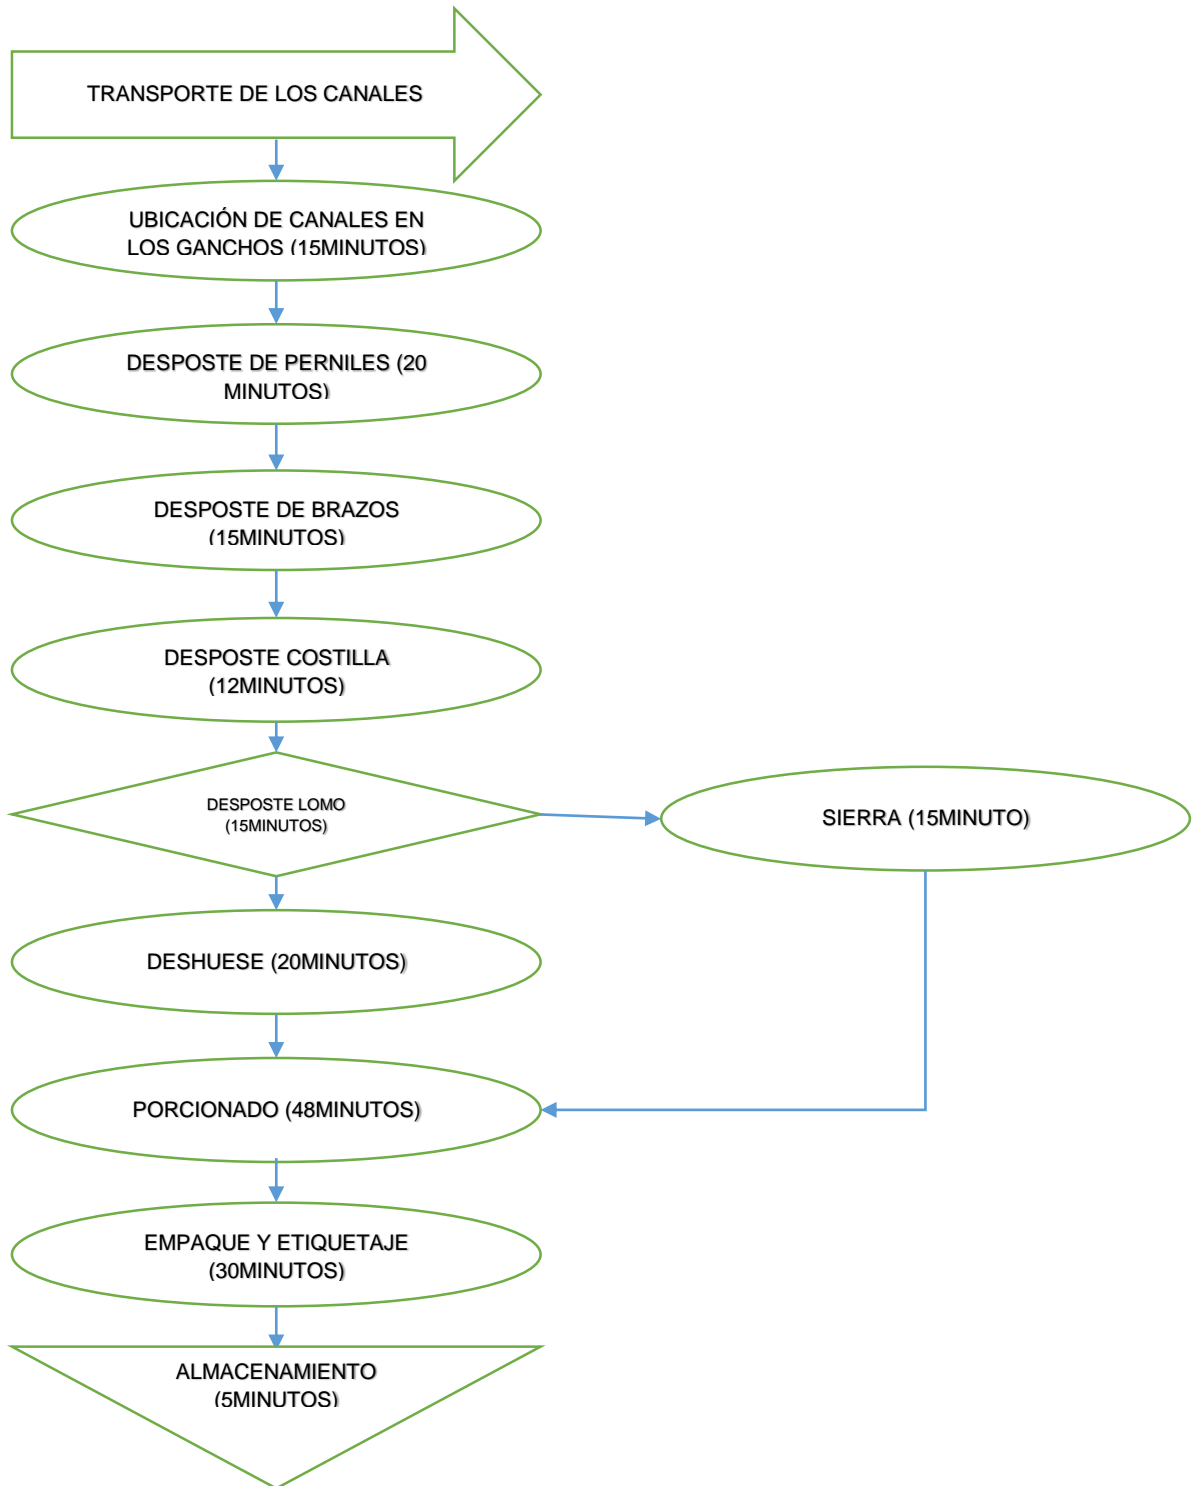 TRANSPORTE DE LOS CANALES
UBICACIÓN DE CANALES EN
LOS GANCHOS (15MINUTOS)
DESPOSTE DE PERNILES (20
MINUTOS)
DESPOSTE DE BRAZOS
(15MINUTOS)
DESPOSTE COSTILLA
(12MINUTOS)
DESPOSTE LOMO
(15MINUTOS)
SIERRA (15MINUTO)
DESHUESE (20MINUTOS)
PORCIONADO (48MINUTOS)
EMPAQUE Y ETIQUETAJE
(30MINUTOS)
ALMACENAMIENTO
(5MINUTOS)